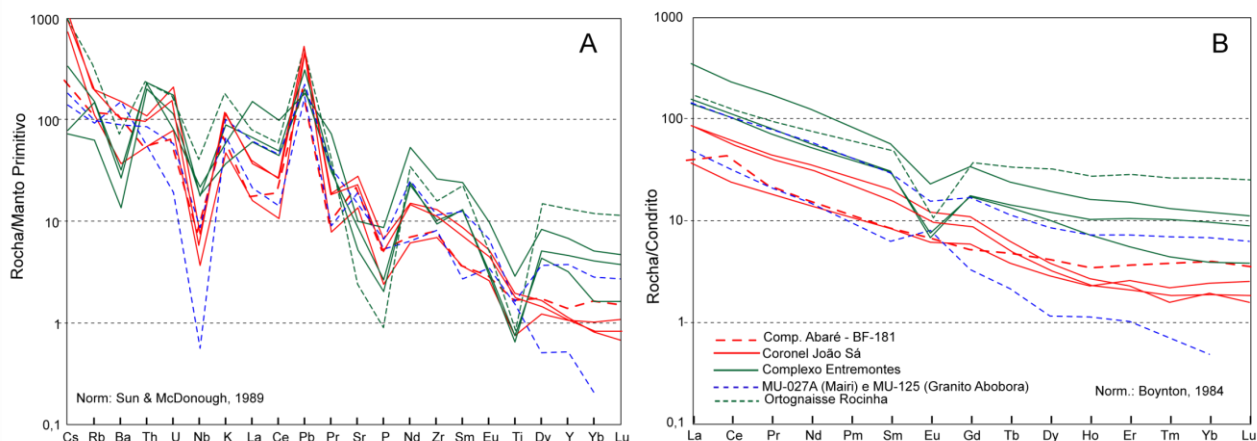 A
1000
100
10
1
0,1
Rocha/Manto Primitivo
Norm: Sun & McDonough, 1989
Cs Rb Ba Th U Nb K La Ce Pb Pr Sr P Nd Zr Sm Eu Ti Dy Y Yb Lu
B
1000
100
10
1
0,1
Rocha/Condrito
Comp. Abaré - BF-181
Coronel João Sá
Complexo Entremontes
MU-027A (Mairi) e MU-125 (Granito Abobora)
Ortognaisse Rocinha
Norm.: Boynton, 1984
La Ce Pr Nd Pm Sm Eu Gd Tb Dy Ho Er Tm Yb Lu